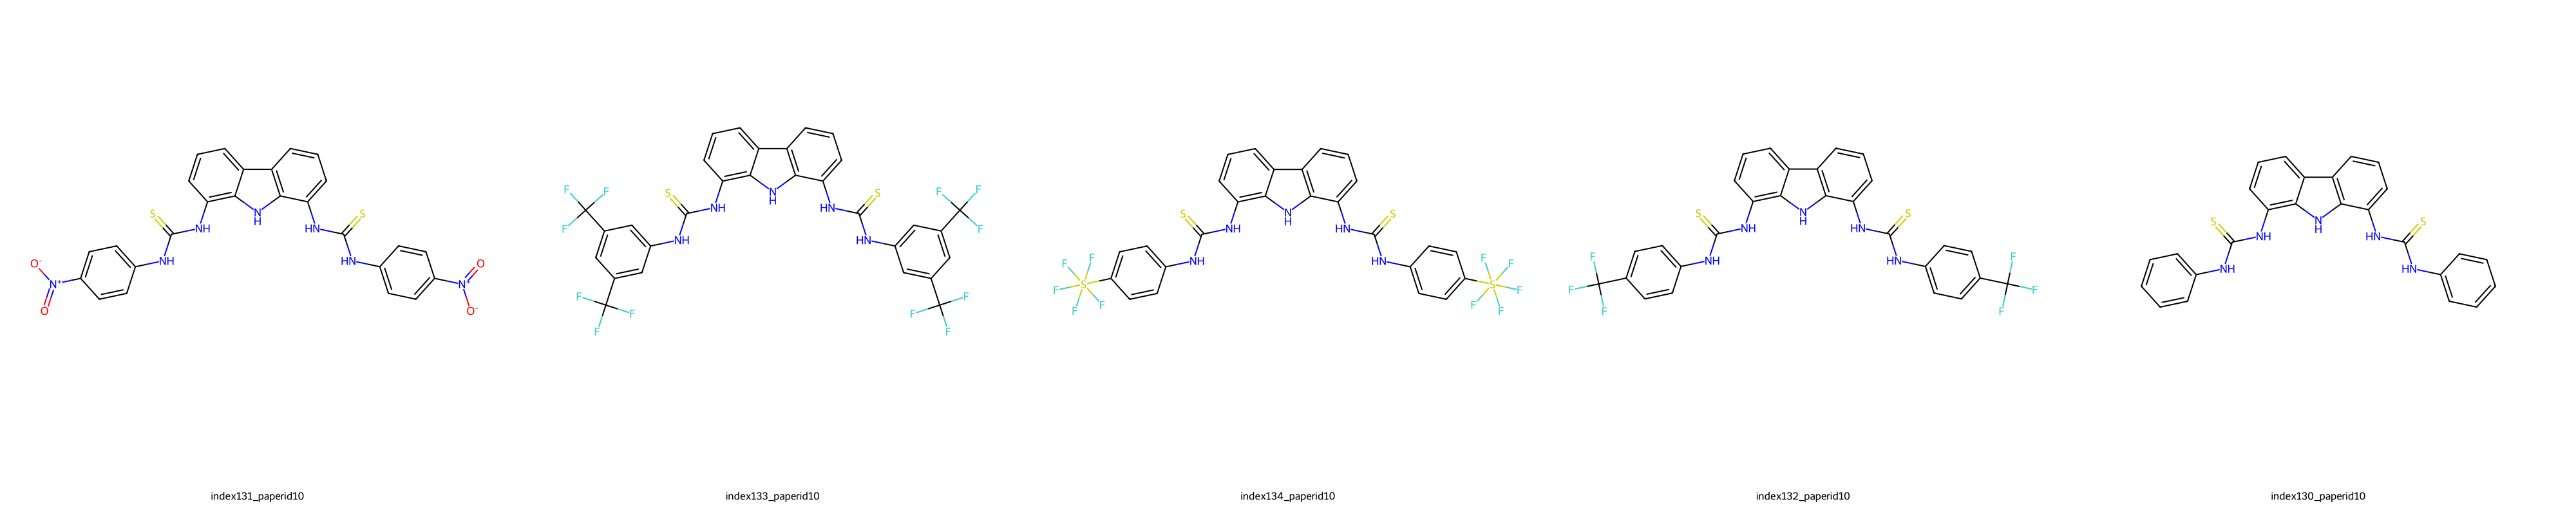 index131_paperid10
index133_paperid10
index134_paperid10
index132_paperid10
index130_paperid10
S S NH N H HN NH HN O⁻ N⁺ O N⁺ O O⁻
F F F F F F S S NH N H HN NH HN F F F F F F
S S NH N H HN NH HN F F F S F F F F F S F F
S S NH N H HN NH HN F F F F F F
S S NH N H HN NH HN